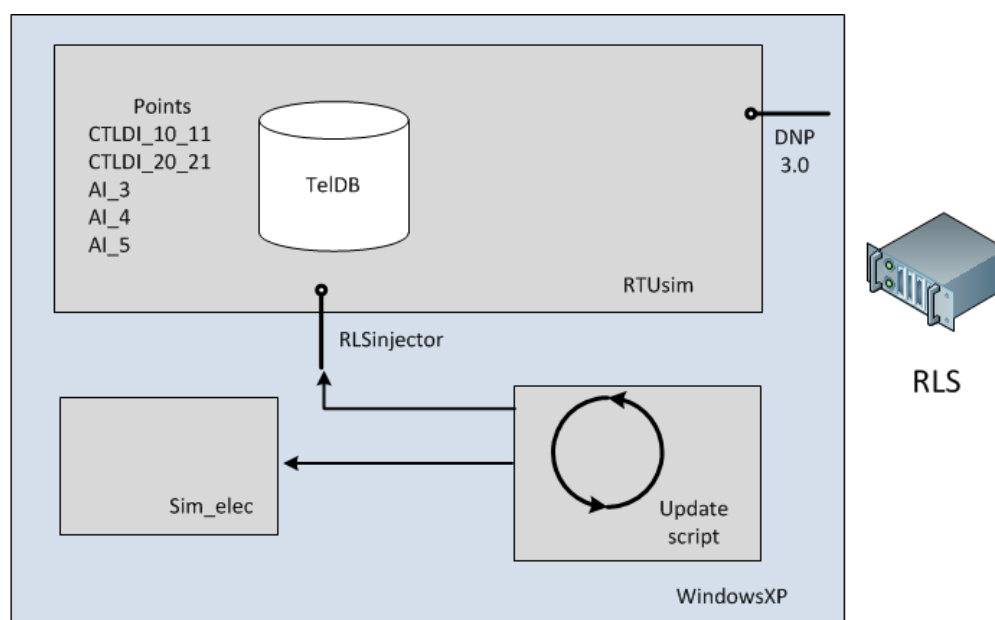 Points
CTLDI_10_11
CTLDI_20_21
AI_3
AI_4
AI_5
TelDB
DNP
3.0
RTUsim
RLSinjector
RLS
Sim_elec
Update
script
WindowsXP